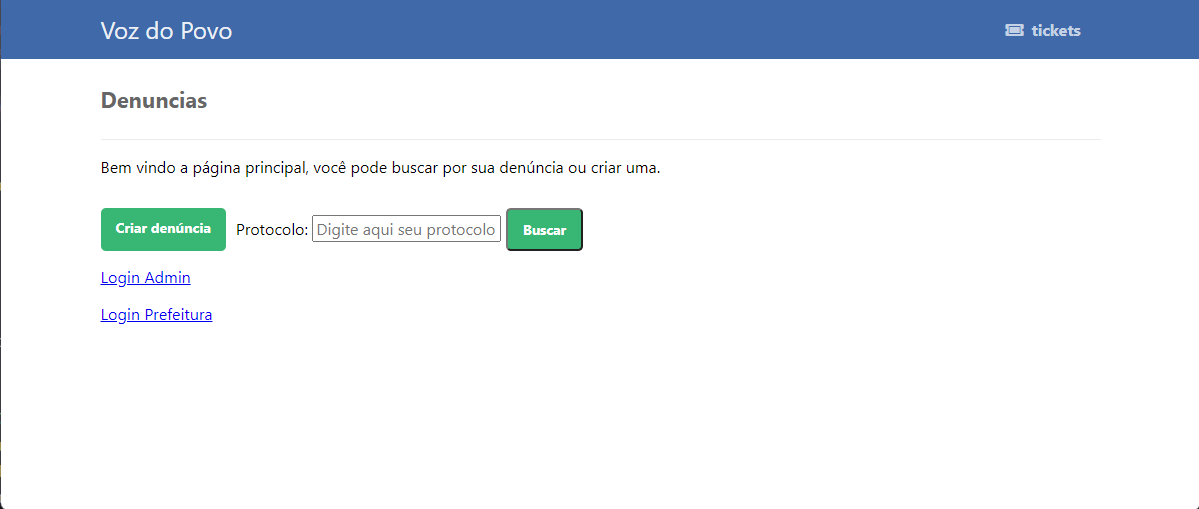 Voz do Povo
tickets
Denuncias
Bem vindo a página principal, você pode buscar por sua denúncia ou criar uma.
Criar denúncia Protocolo: Digite aqui seu protocolo Buscar
Login Admin
Login Prefeitura